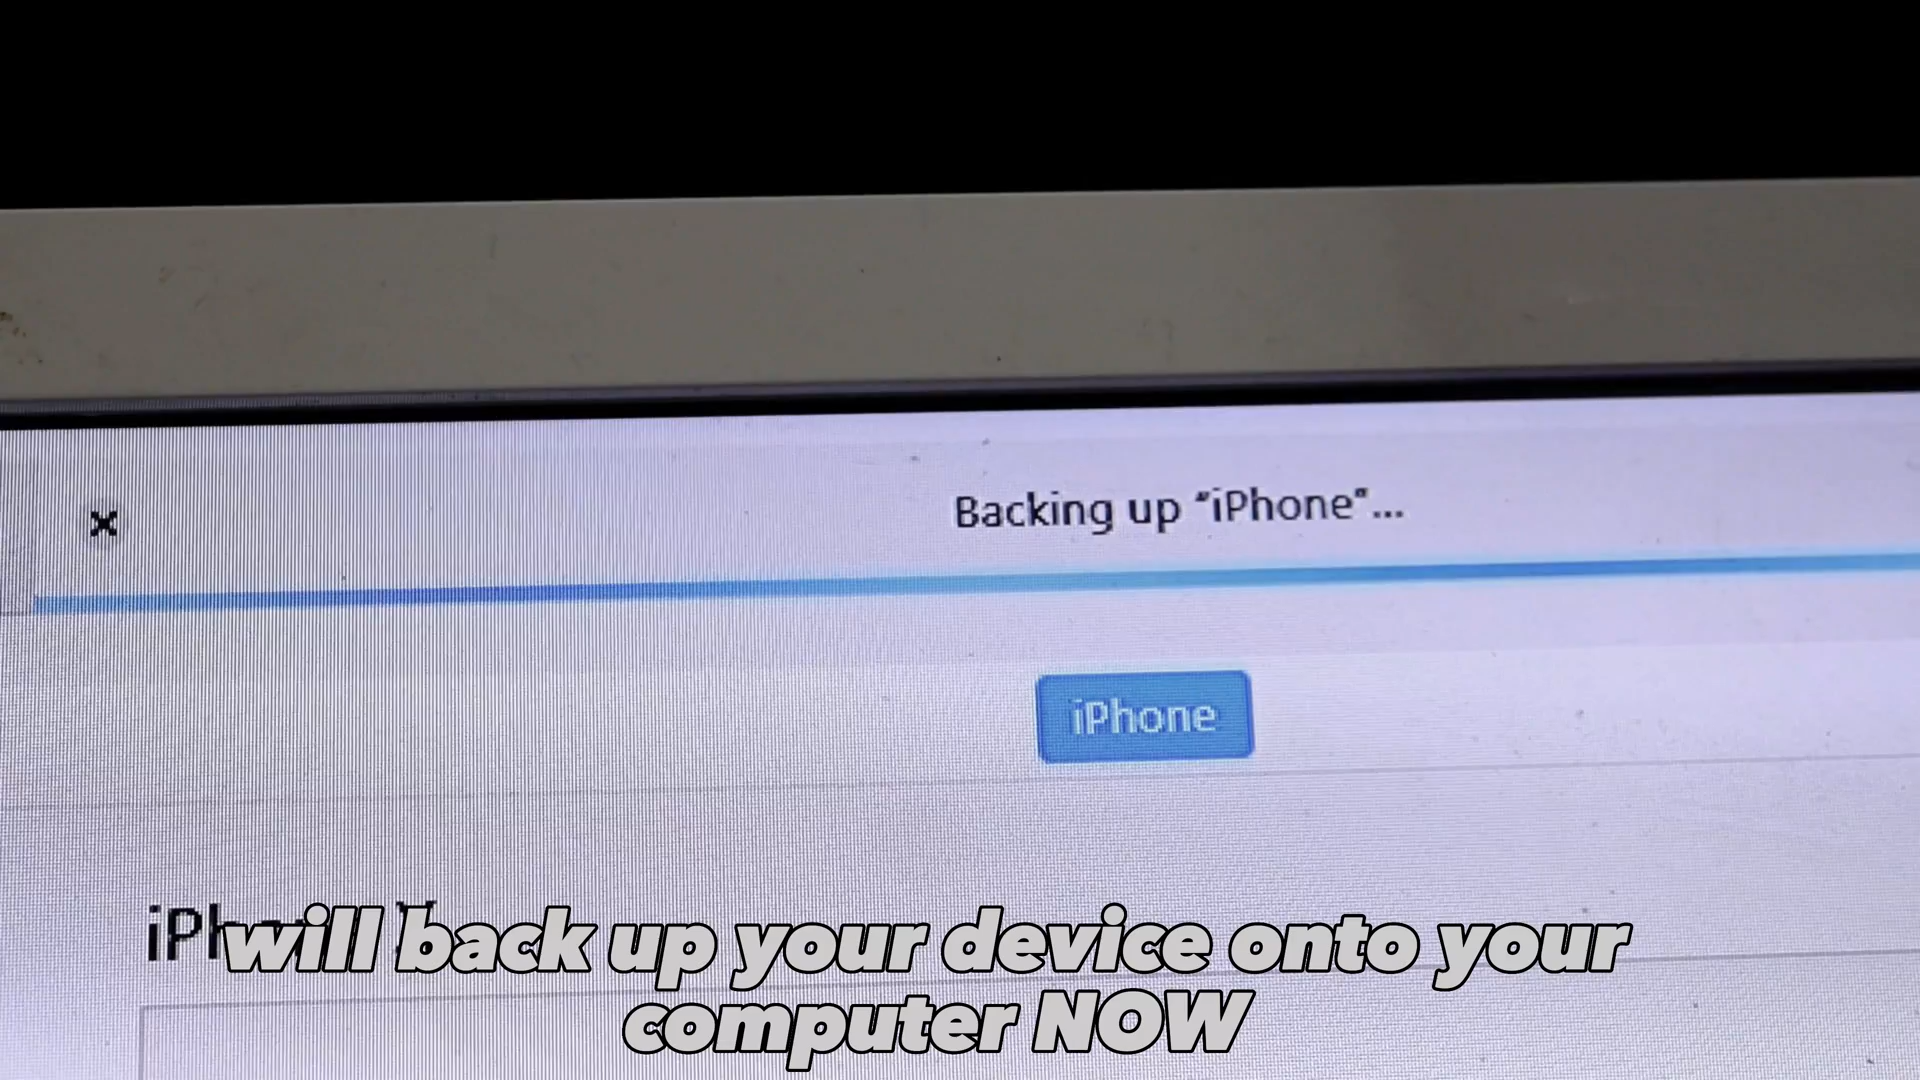 Backing up “iPhone”...
iPhone
will back up your device onto your
computer NOW